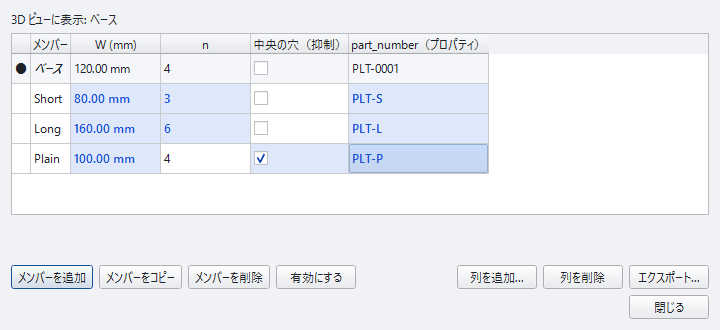 3D ビューに表示: ベース
メンバー W (mm) n 中央の穴（抑制） part_number（プロパティ）
ベース 120.00 mm 4 PLT-0001
Short 80.00 mm 3 PLT-S
Long 160.00 mm 6 PLT-L
Plain 100.00 mm 4 PLT-P
メンバーを追加 メンバーをコピー メンバーを削除 有効にする 列を追加... 列を削除 エクスポート...
閉じる